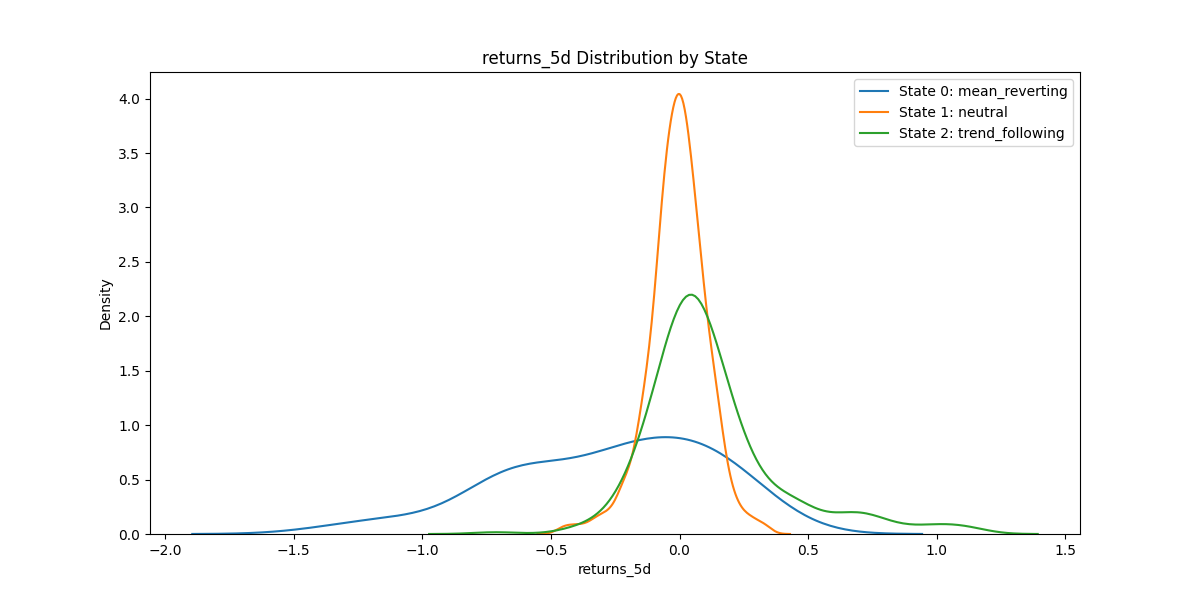 returns_5d Distribution by State
State 0: mean_reverting
State 1: neutral
State 2: trend_following
Density
4.0
3.5
3.0
2.5
2.0
1.5
1.0
0.5
0.0
−2.0 −1.5 −1.0 −0.5 0.0 0.5 1.0 1.5
returns_5d